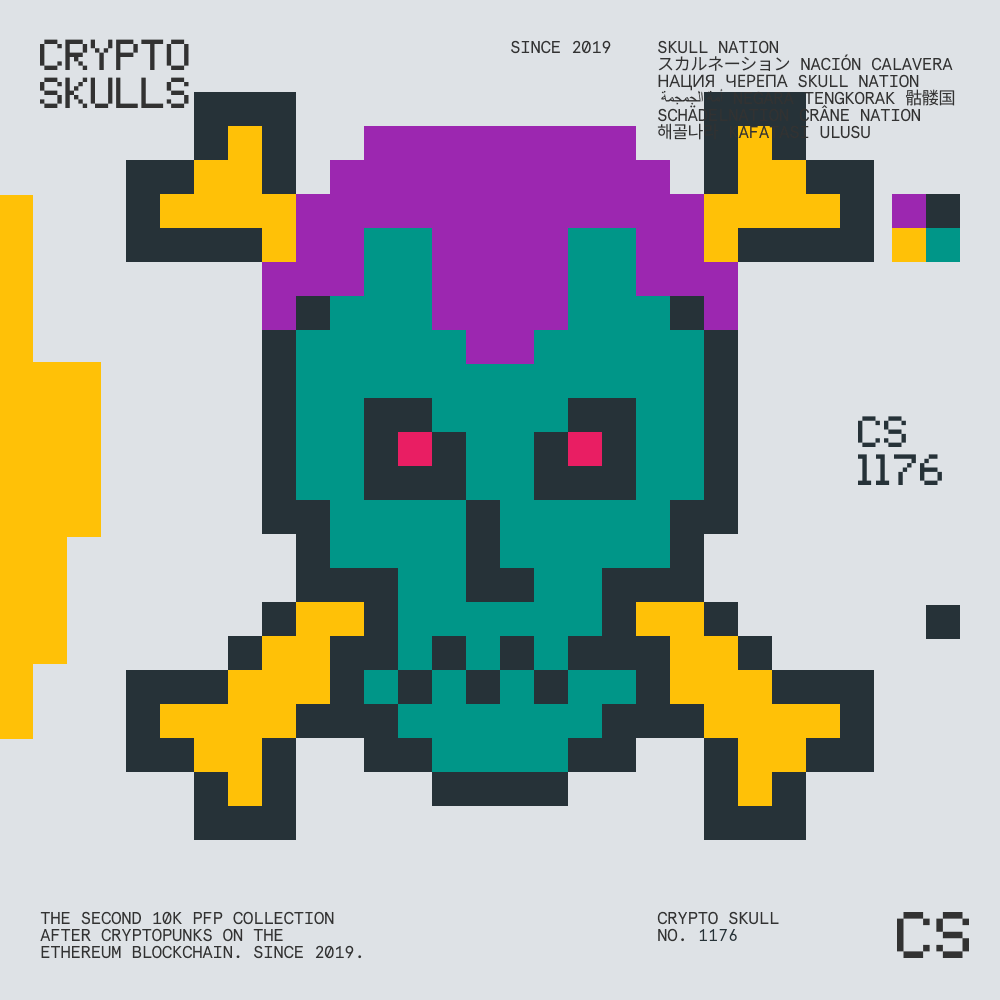 CRYPTO
SKULLS
SINCE 2019
SKULL NATION
スカルネーション NACIÓN CALAVERA
НАЦИЯ ЧЕРЕПА SKULL NATION
الجمجمة TENGKORAK 骷髅国
CRÂNE NATION
ULUSU
CS
1176
THE SECOND 10K PFP COLLECTION
AFTER CRYPTOPUNKS ON THE
ETHEREUM BLOCKCHAIN. SINCE 2019.
CRYPTO SKULL
NO. 1176
CS